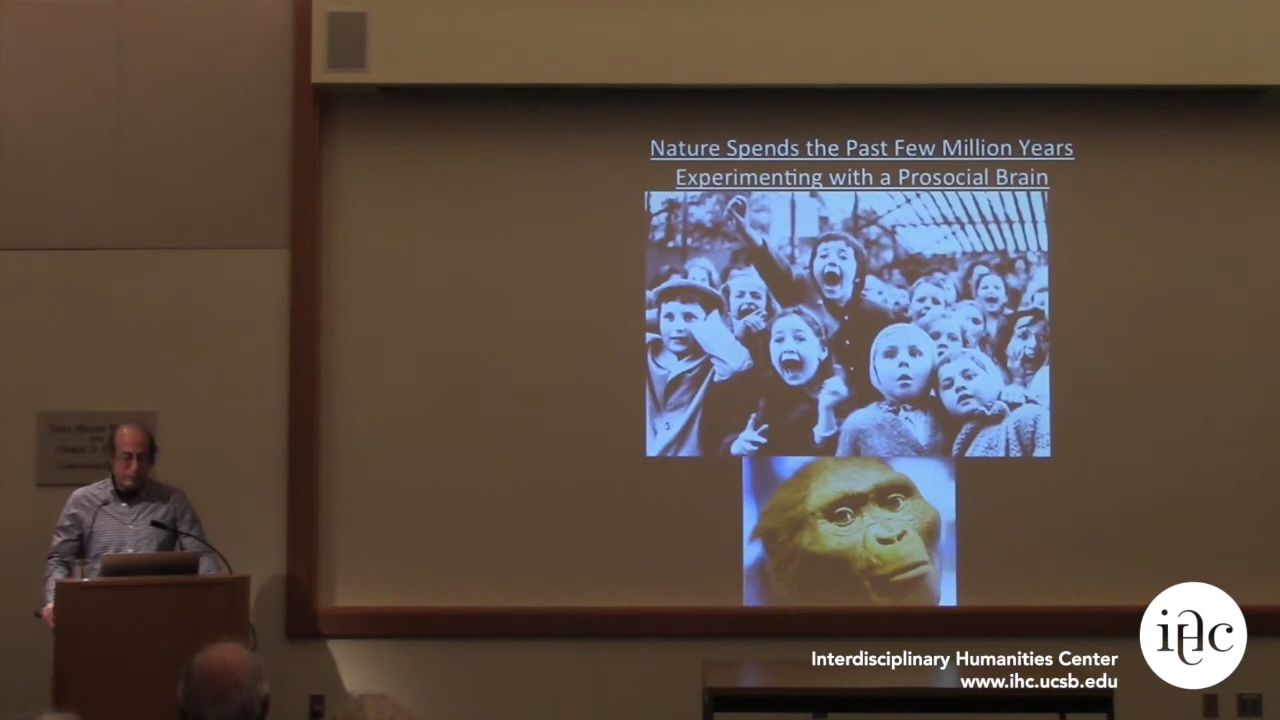 Nature Spends the Past Few Million Years
Experimenting with a Prosocial Brain
ihc
Interdisciplinary Humanities Center
www.ihc.ucsb.edu